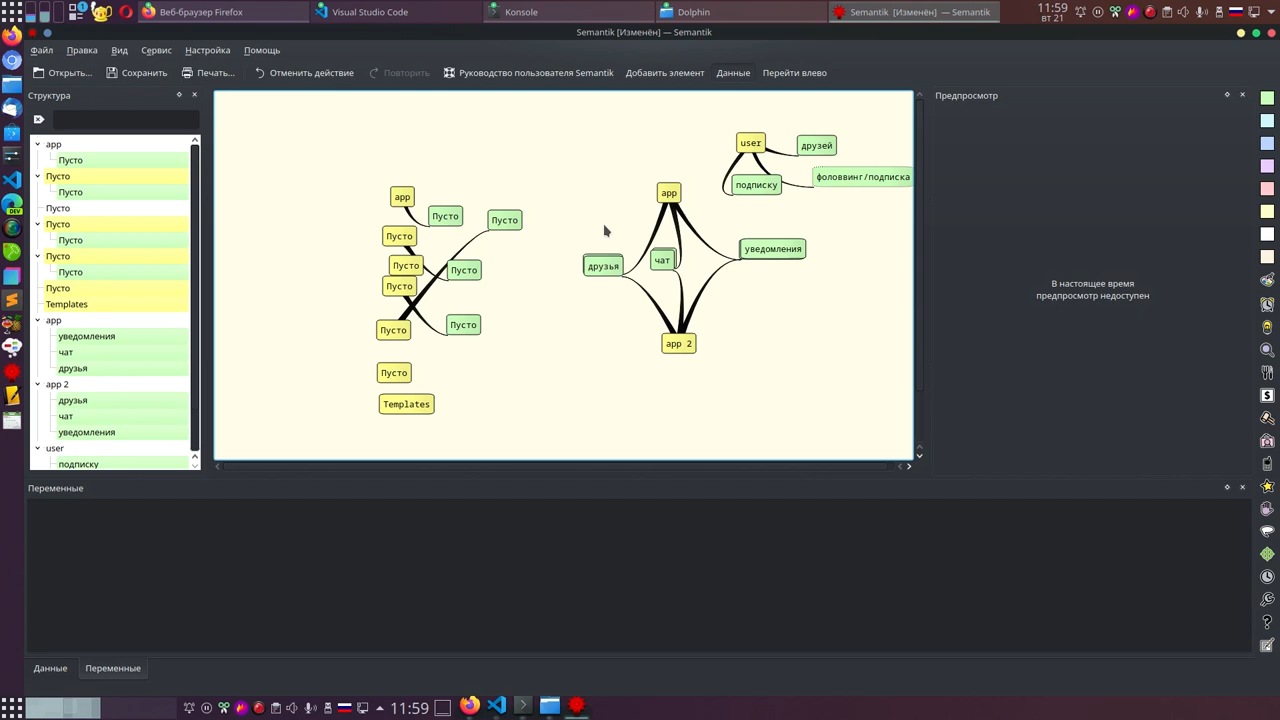 Веб-браузер Firefox
Visual Studio Code
Konsole
Dolphin
Semantik [Изменён] — Semantik
11:59
вт 21
Semantik [Изменён] — Semantik
Файл
Правка
Вид
Сервис
Настройка
Помощь
Открыть...
Сохранить
Печать...
Отменить действие
Повторить
Руководство пользователя Semantik
Добавить элемент
Данные
Перейти влево
Структура
app
Пусто
Пусто
Пусто
Пусто
Пусто
Пусто
Пусто
Пусто
Пусто
Templates
app
уведомления
чат
друзья
app 2
друзья
чат
уведомления
user
подписку
app
Пусто
Пусто
Пусто
Пусто
Пусто
Пусто
Пусто
Пусто
Пусто
Templates
app
друзья
чат
уведомления
app 2
user
друзей
фоловвинг/подписка
подписку
Предпросмотр
В настоящее время
предпросмотр недоступен
Переменные
Данные
Переменные
DEV
11:59